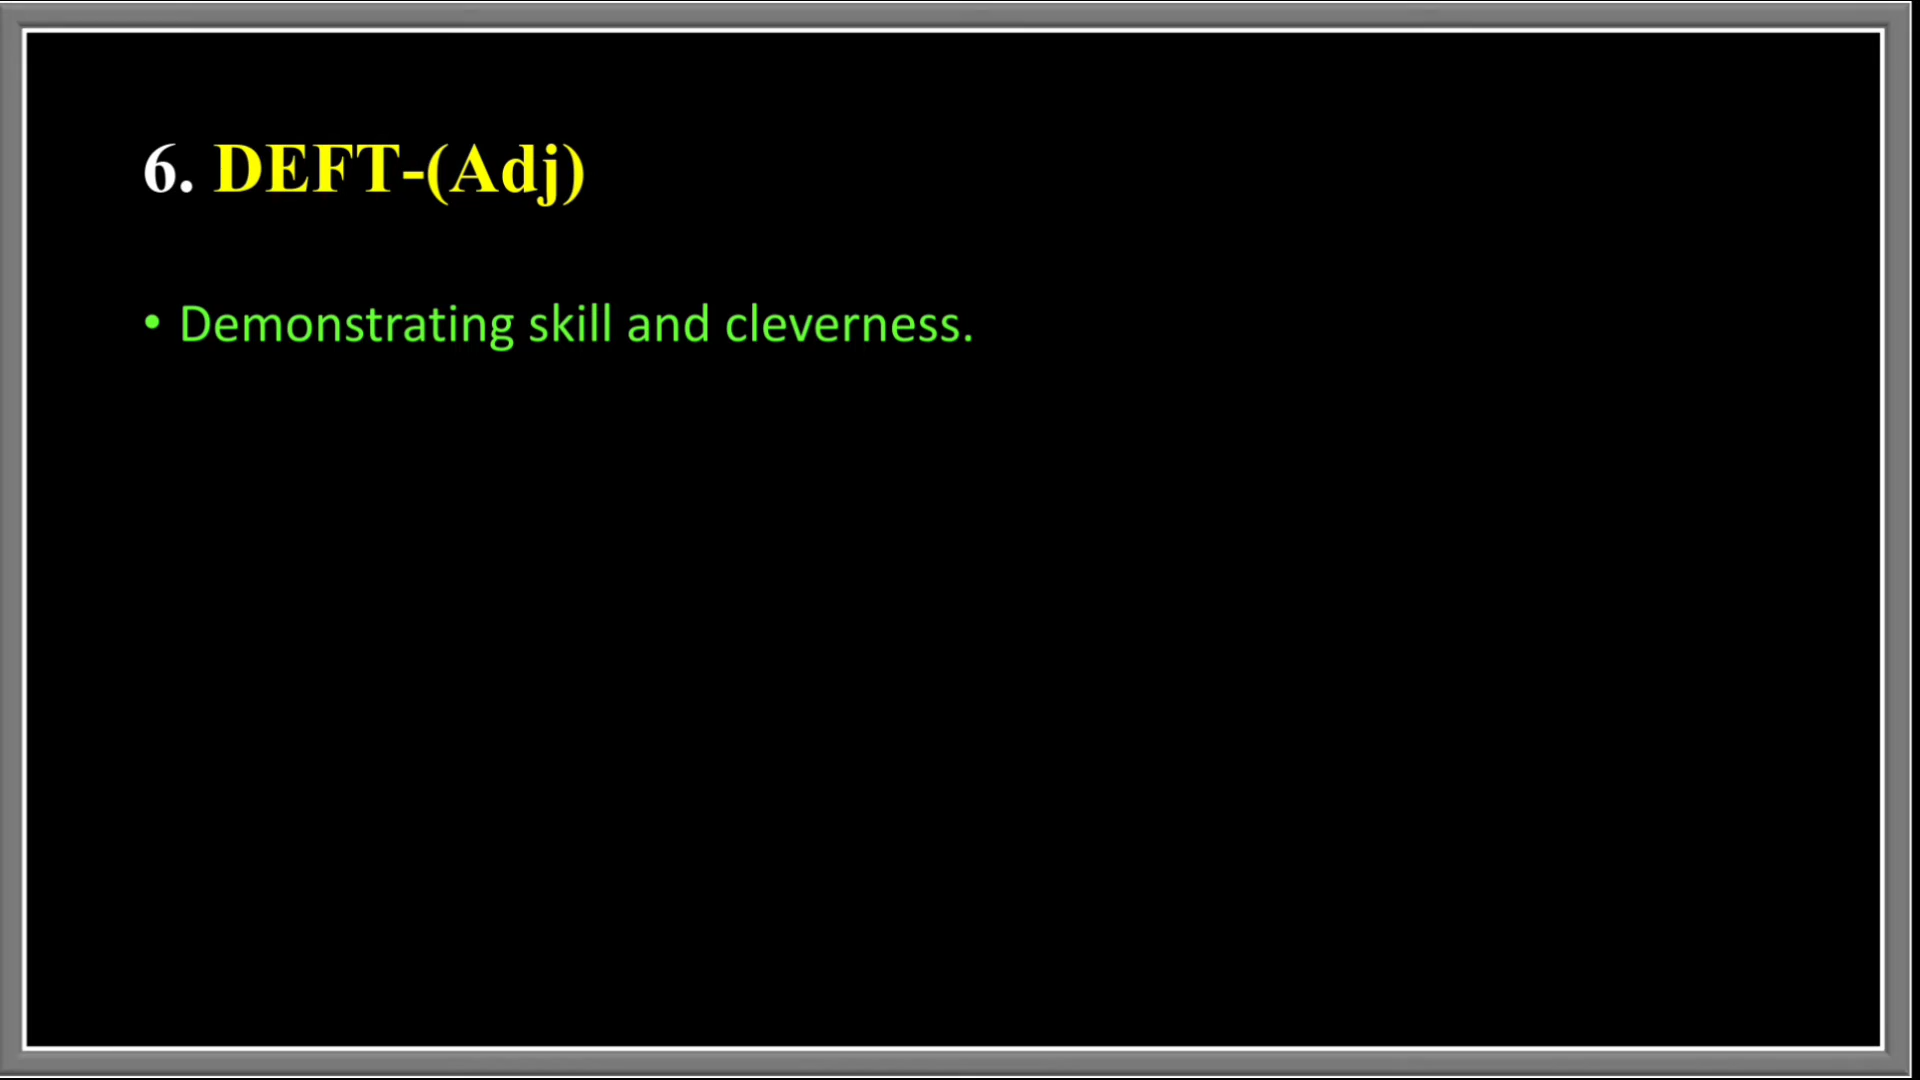 6. DEFT-(Adj)
• Demonstrating skill and cleverness.